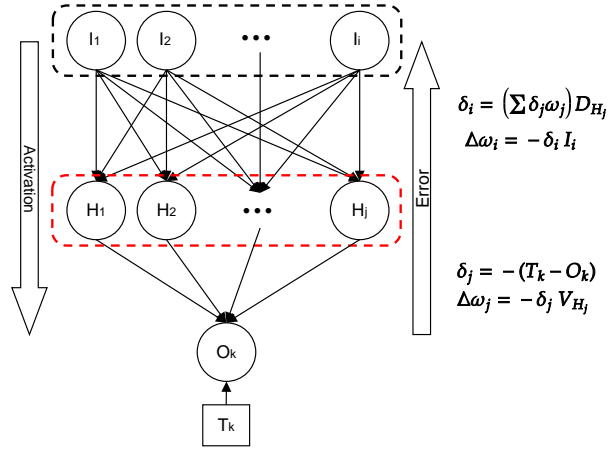 I1 I2 ••• Ii
δi = (∑ δjωj) DHj
Δωi = −δi Ii
Activation
Error
H1 H2 ••• Hj
δj = −(Tk − Ok)
Δωj = −δj VHj
Ok
Tk